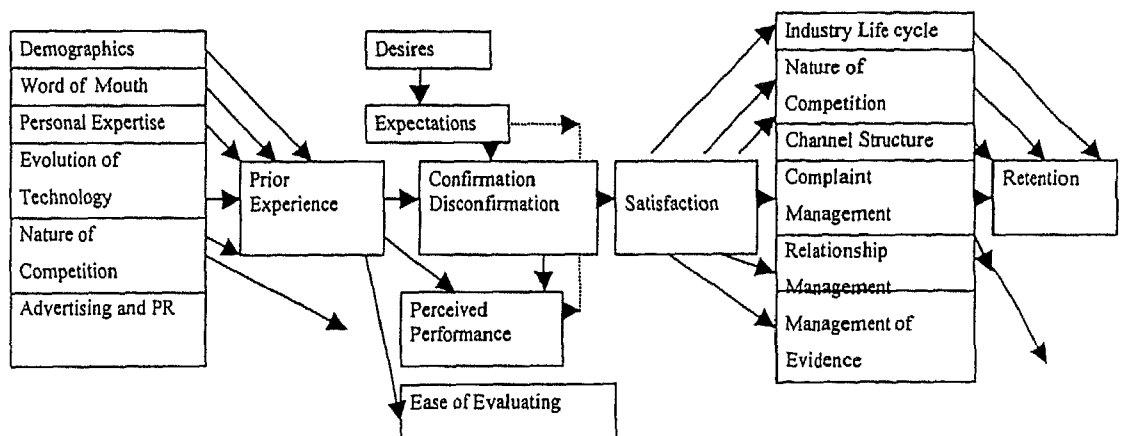 Demographics
Word of Mouth
Personal Expertise
Evolution of
Technology
Nature of
Competition
Advertising and PR
Prior
Experience
Desires
Expectations
Confirmation
Disconfirmation
Perceived
Performance
Ease of Evaluating
Satisfaction
Industry Life cycle
Nature of
Competition
Channel Structure
Complaint
Management
Relationship
Management
Management of
Evidence
Retention